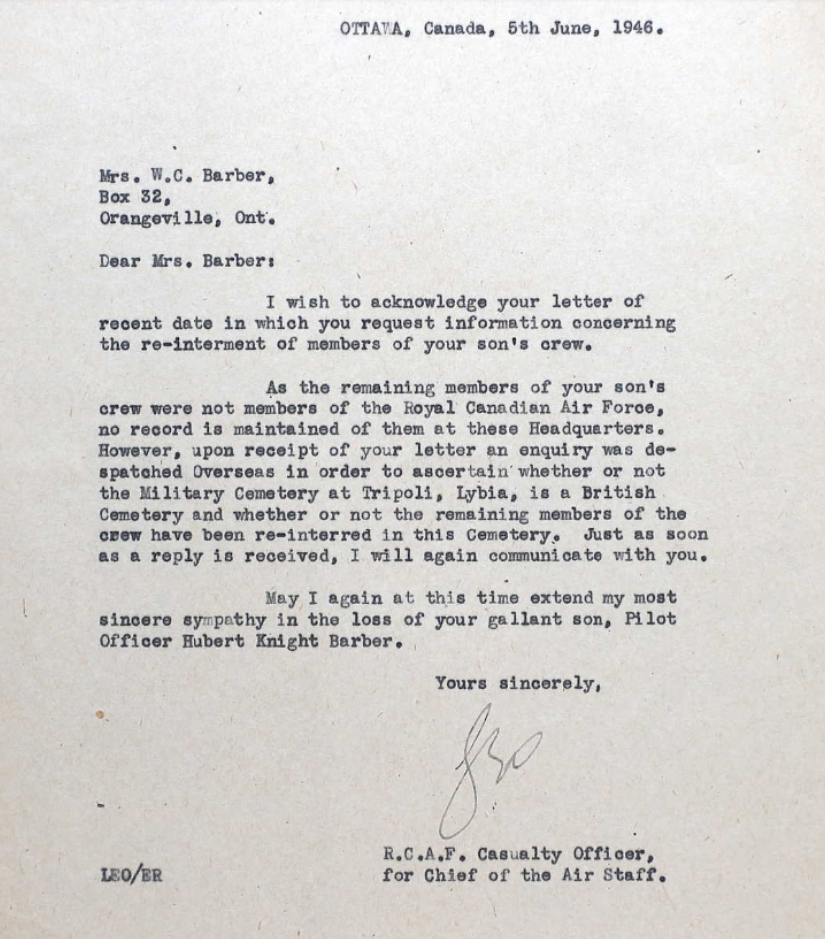 OTTAWA, Canada, 5th June, 1946.
Mrs. W.C. Barber,
Box 32,
Orangeville, Ont.
Dear Mrs. Barber:
I wish to acknowledge your letter of
recent date in which you request information concerning
the re-interment of members of your son's crew.
As the remaining members of your son's
crew were not members of the Royal Canadian Air Force,
no record is maintained of them at these Headquarters.
However, upon receipt of your letter an enquiry was de-
spatched Overseas in order to ascertain whether or not
the Military Cemetery at Tripoli, Lybia, is a British
Cemetery and whether or not the remaining members of the
crew have been re-interred in this Cemetery. Just as soon
as a reply is received, I will again communicate with you.
May I again at this time extend my most
sincere sympathy in the loss of your gallant son, Pilot
Officer Hubert Knight Barber.
Yours sincerely,
R.C.A.F. Casualty Officer,
LEO/ER for Chief of the Air Staff.